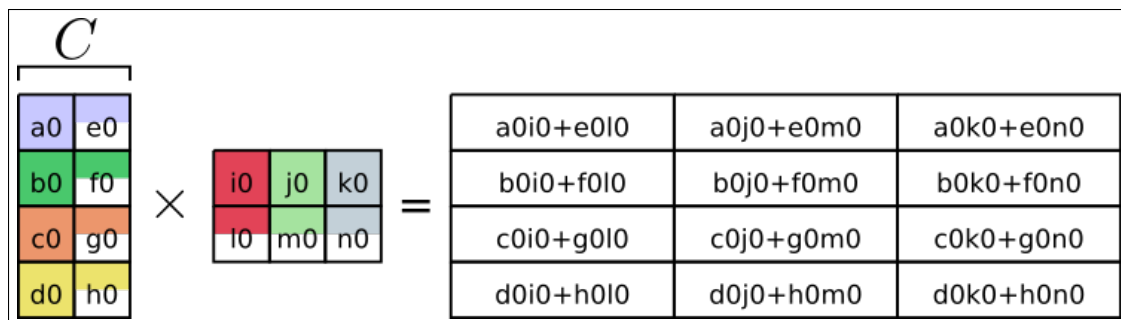 C
a0 e0 a0i0+e0l0 a0j0+e0m0 a0k0+e0n0
b0 f0 i0 j0 k0 b0i0+f0l0 b0j0+f0m0 b0k0+f0n0
× =
c0 g0 l0 m0 n0 c0i0+g0l0 c0j0+g0m0 c0k0+g0n0
d0 h0 d0i0+h0l0 d0j0+h0m0 d0k0+h0n0